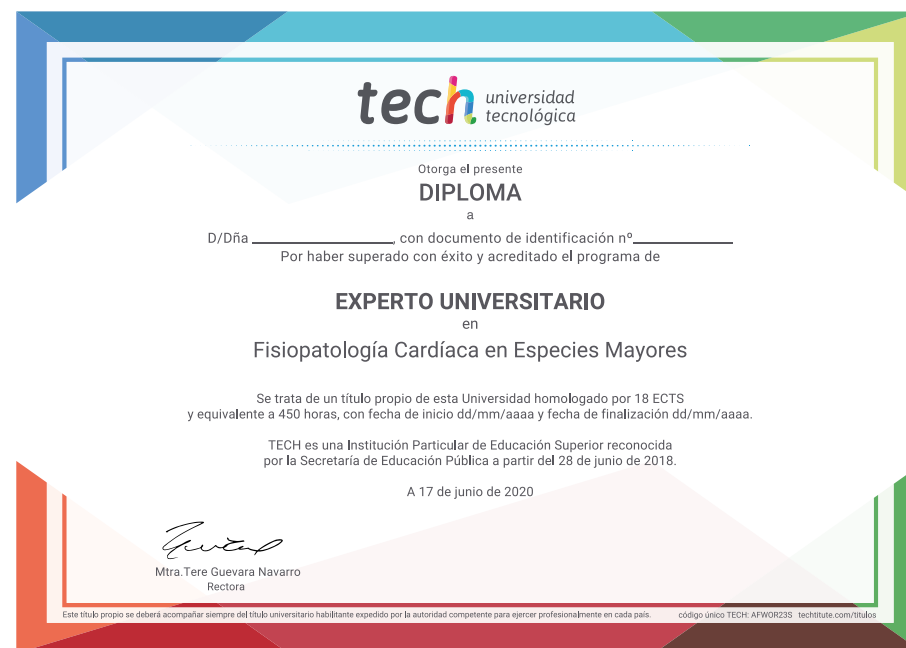 tech universidad
tecnológica
Otorga el presente
DIPLOMA
a
D/Dña ____________________, con documento de identificación nº______________
Por haber superado con éxito y acreditado el programa de
EXPERTO UNIVERSITARIO
en
Fisiopatología Cardíaca en Especies Mayores
Se trata de un título propio de esta Universidad homologado por 18 ECTS
y equivalente a 450 horas, con fecha de inicio dd/mm/aaaa y fecha de finalización dd/mm/aaaa.
TECH es una Institución Particular de Educación Superior reconocida
por la Secretaría de Educación Pública a partir del 28 de junio de 2018.
A 17 de junio de 2020
Mtra.Tere Guevara Navarro
Rectora
Este título propio se deberá acompañar siempre del título universitario habilitante expedido por la autoridad competente para ejercer profesionalmente en cada país. código único TECH: AFWOR23S techtitute.com/titulos